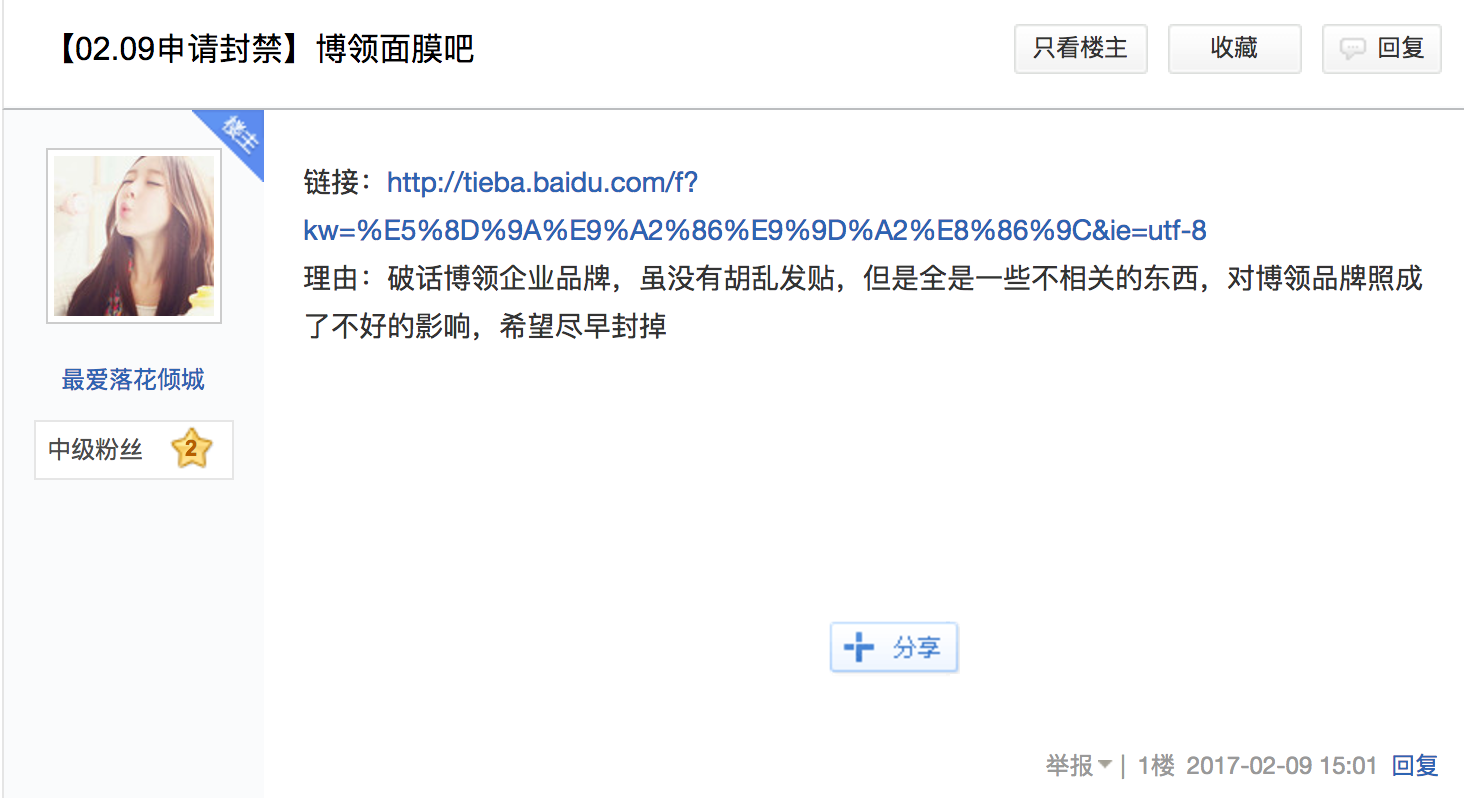 【02.09申请封禁】博领面膜吧
只看楼主
收藏
回复
楼主
链接：http://tieba.baidu.com/f?
kw=%E5%8D%9A%E9%A2%86%E9%9D%A2%E8%86%9C&ie=utf-8
理由：破话博领企业品牌，虽没有胡乱发贴，但是全是一些不相关的东西，对博领品牌照成
了不好的影响，希望尽早封掉
最爱落花倾城
中级粉丝 2
分享
举报 | 1楼 2017-02-09 15:01 回复